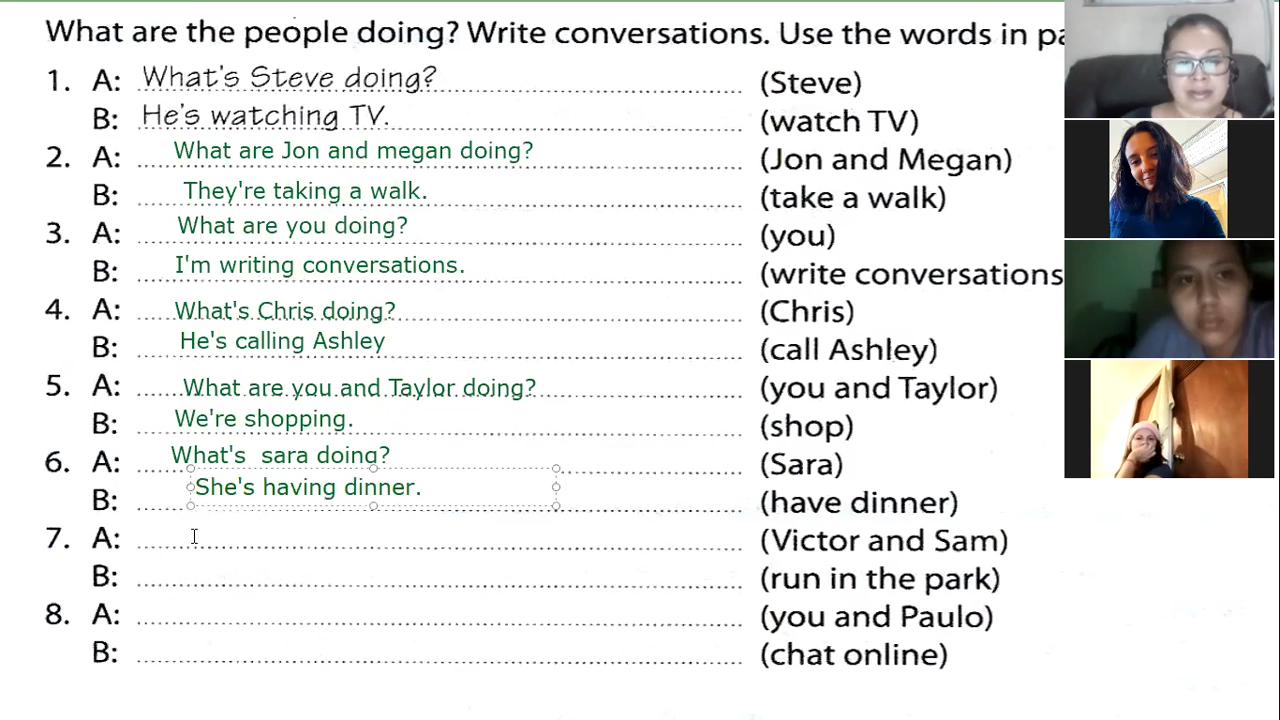 What are the people doing? Write conversations. Use the words in
1. A: What's Steve doing? (Steve)
B: He's watching TV. (watch TV)
2. A: What are Jon and megan doing? (Jon and Megan)
B: They're taking a walk. (take a walk)
3. A: What are you doing? (you)
B: I'm writing conversations. (write conversations
4. A: What's Chris doing? (Chris)
B: He's calling Ashley (call Ashley)
5. A: What are you and Taylor doing? (you and Taylor)
B: We're shopping. (shop)
6. A: What's sara doing? (Sara)
B: She's having dinner. (have dinner)
7. A: (Victor and Sam)
B: (run in the park)
8. A: (you and Paulo)
B: (chat online)